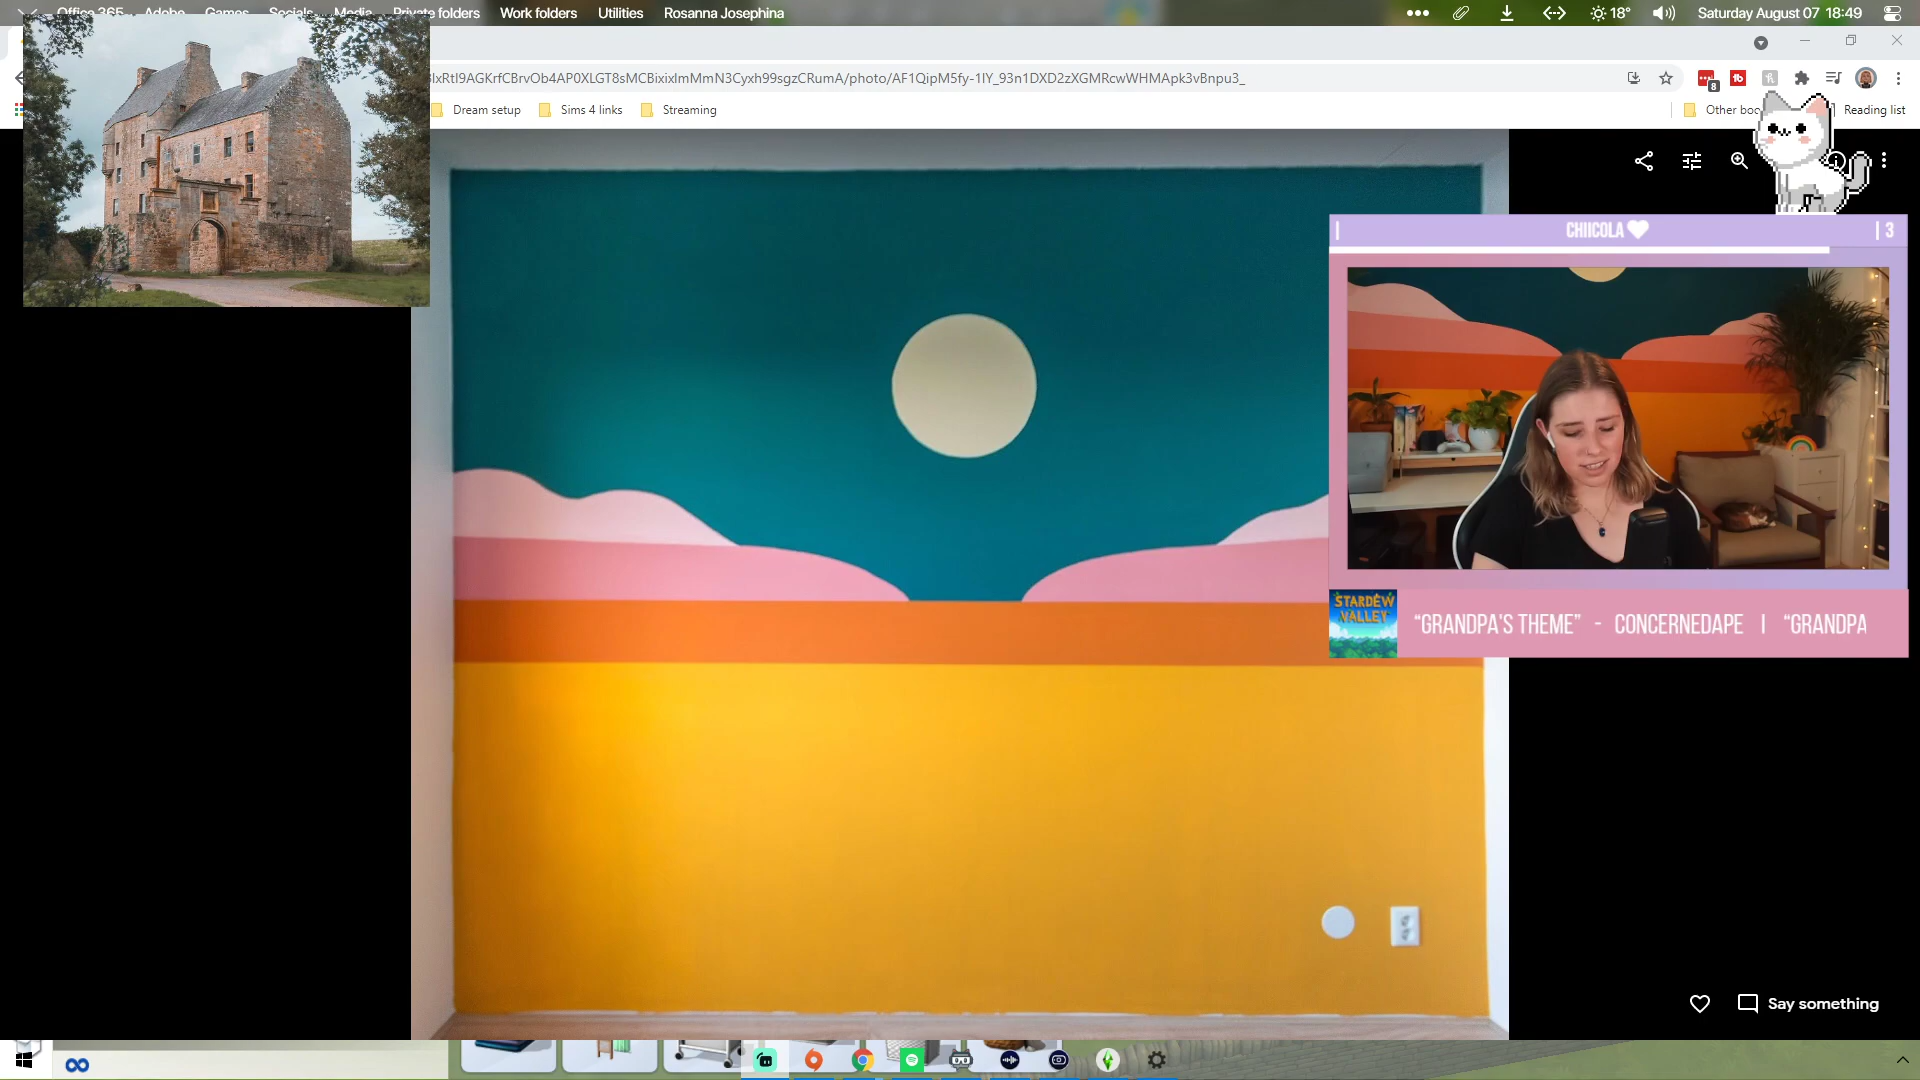 Office 365 Adobe Games Socials Media Private folders Work folders Utilities Rosanna Josephina
18° Saturday August 07 18:49
lxRtI9AGKrfCBrvOb4AP0XLGT8sMCBixixImMmN3Cyxh99sgzCRumA/photo/AF1QipM5fy-1IY_93n1DXD2zXGMRcwWHMApk3vBnpu3_
8
Dream setup Sims 4 links Streaming
Other boo Reading list
| CHIICOLA | 3
STARDEW VALLEY
“GRANDPA'S THEME” - CONCERNEDAPE | “GRANDPA
Say something